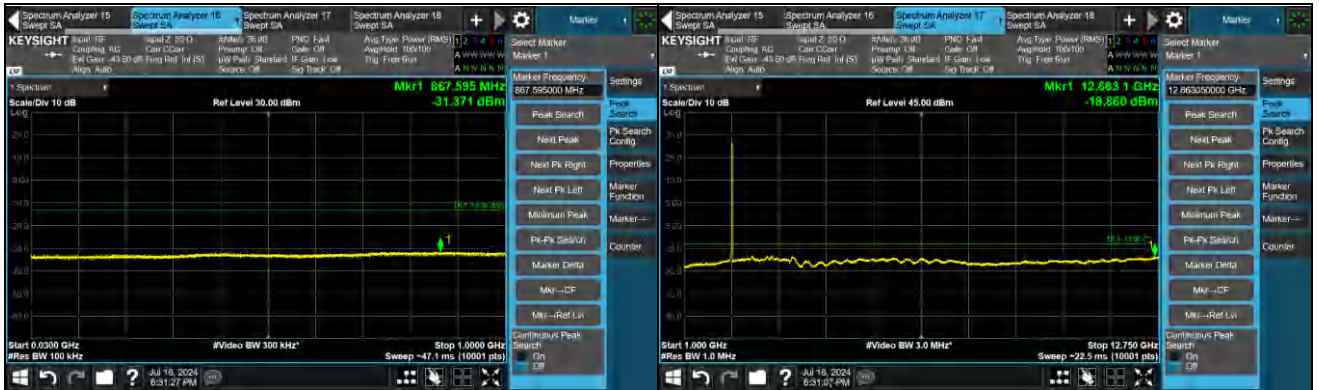 Spectrum Analyzer 15
Swept SA
Spectrum Analyzer 16
Swept SA
Spectrum Analyzer 17
Swept SA
Spectrum Analyzer 18
Swept SA
+
Marker
KEYSIGHT
Input: RF
Coupling: AC
Align: Auto
Input Z: 50 Ω
Corr CCorr
Freq Ref: Int (S)
#Atten: 36 dB
Preamp: Off
Source: Off
PNO: Fast
Gate: Off
IF Gain: Low
Sig Track: Off
Avg Type: Power (RMS)
Avg|Hold: 100/100
Trig: Free Run
Select Marker
Marker 1
1 Spectrum
Mkr1 867.595 MHz
-31.371 dBm
Scale/Div 10 dB
Ref Level 30.00 dBm
Log
Marker Frequency
867.595000 MHz
Settings
Peak Search
Peak Search
Next Peak
Pk Search Config
Next Pk Right
Properties
Next Pk Left
Marker Function
Minimum Peak
Marker→
Pk-Pk Search
Counter
Marker Delta
Mkr→CF
Mkr→Ref Lvl
Continuous Peak Search
On
Off
1
Start 0.0300 GHz
#Video BW 300 kHz*
Stop 1.0000 GHz
#Res BW 100 kHz
Sweep ~47.1 ms (10001 pts)
?
Jul 18, 2024
6:31:27 PM
Spectrum Analyzer 15
Swept SA
Spectrum Analyzer 16
Swept SA
Spectrum Analyzer 17
Swept SA
Spectrum Analyzer 18
Swept SA
+
Marker
KEYSIGHT
Input: RF
Coupling: AC
Align: Auto
Input Z: 50 Ω
Corr CCorr
Freq Ref: Int (S)
#Atten: 36 dB
Preamp: Off
Source: Off
PNO: Fast
Gate: Off
IF Gain: Low
Sig Track: Off
Avg Type: Power (RMS)
Avg|Hold: 100/100
Trig: Free Run
Select Marker
Marker 1
1 Spectrum
Mkr1 12.663 1 GHz
-18.860 dBm
Scale/Div 10 dB
Ref Level 45.00 dBm
Log
Marker Frequency
12.663050000 GHz
Settings
Peak Search
Peak Search
Next Peak
Pk Search Config
Next Pk Right
Properties
Next Pk Left
Marker Function
Minimum Peak
Marker→
Pk-Pk Search
Counter
Marker Delta
Mkr→CF
Mkr→Ref Lvl
Continuous Peak Search
On
Off
Start 1.000 GHz
#Video BW 3.0 MHz*
Stop 12.750 GHz
#Res BW 1.0 MHz
Sweep ~22.5 ms (10001 pts)
?
Jul 18, 2024
6:31:07 PM